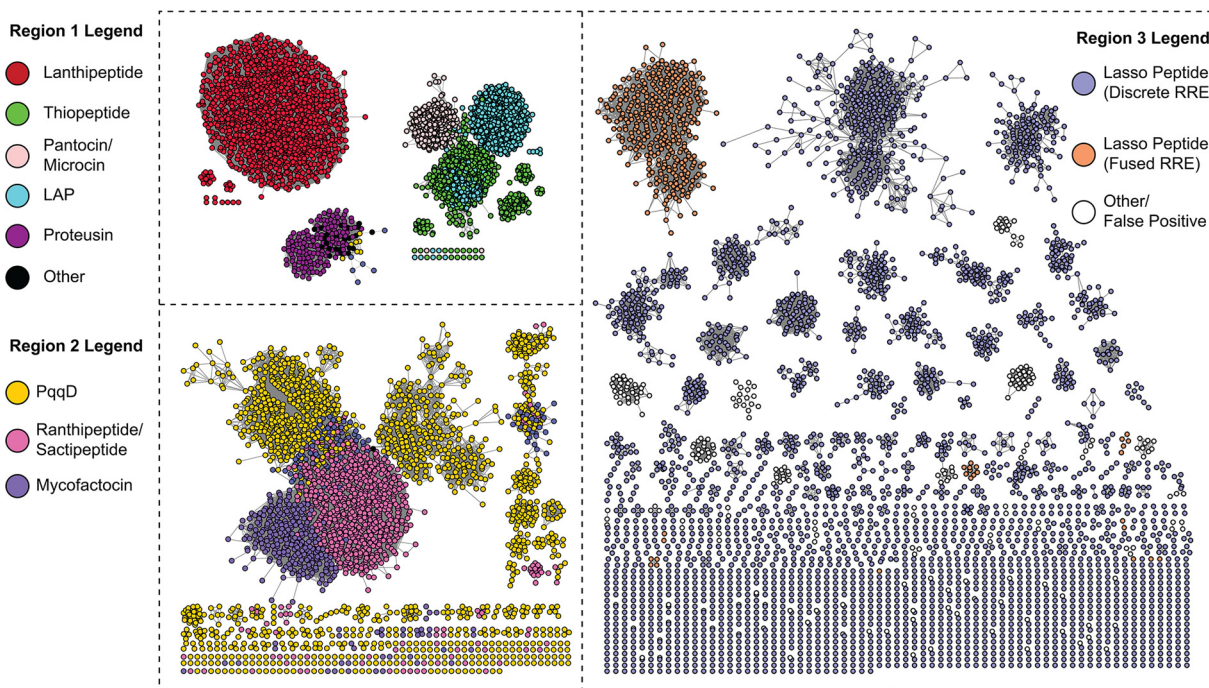 Region 1 Legend
Lanthipeptide
Thiopeptide
Pantocin/
Microcin
LAP
Proteusin
Other
Region 2 Legend
PqqD
Ranthipeptide/
Sactipeptide
Mycofactocin
Region 3 Legend
Lasso Peptide
(Discrete RRE
Lasso Peptide
(Fused RRE)
Other/
False Positive